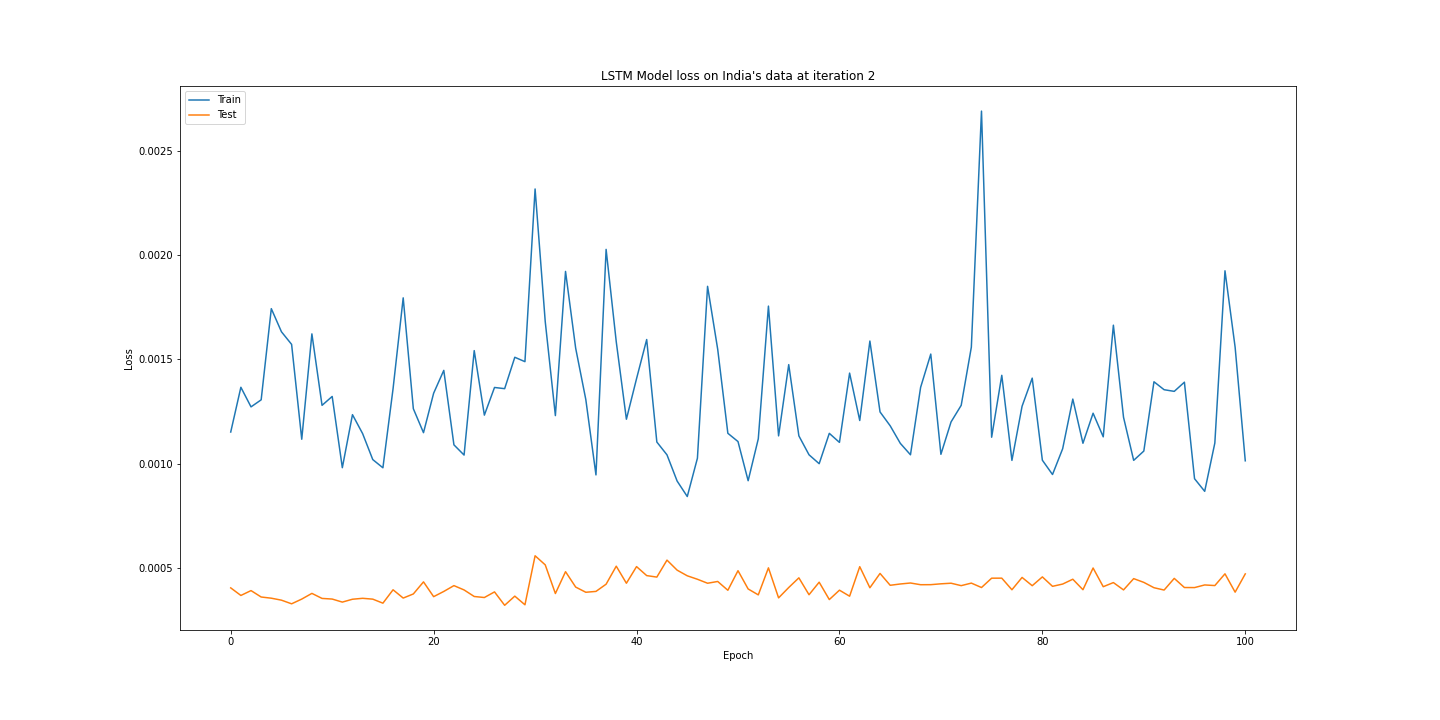 LSTM Model loss on India's data at iteration 2
Train
Test
0.0025
0.0020
0.0015
0.0010
0.0005
Loss
0 20 40 60 80 100
Epoch